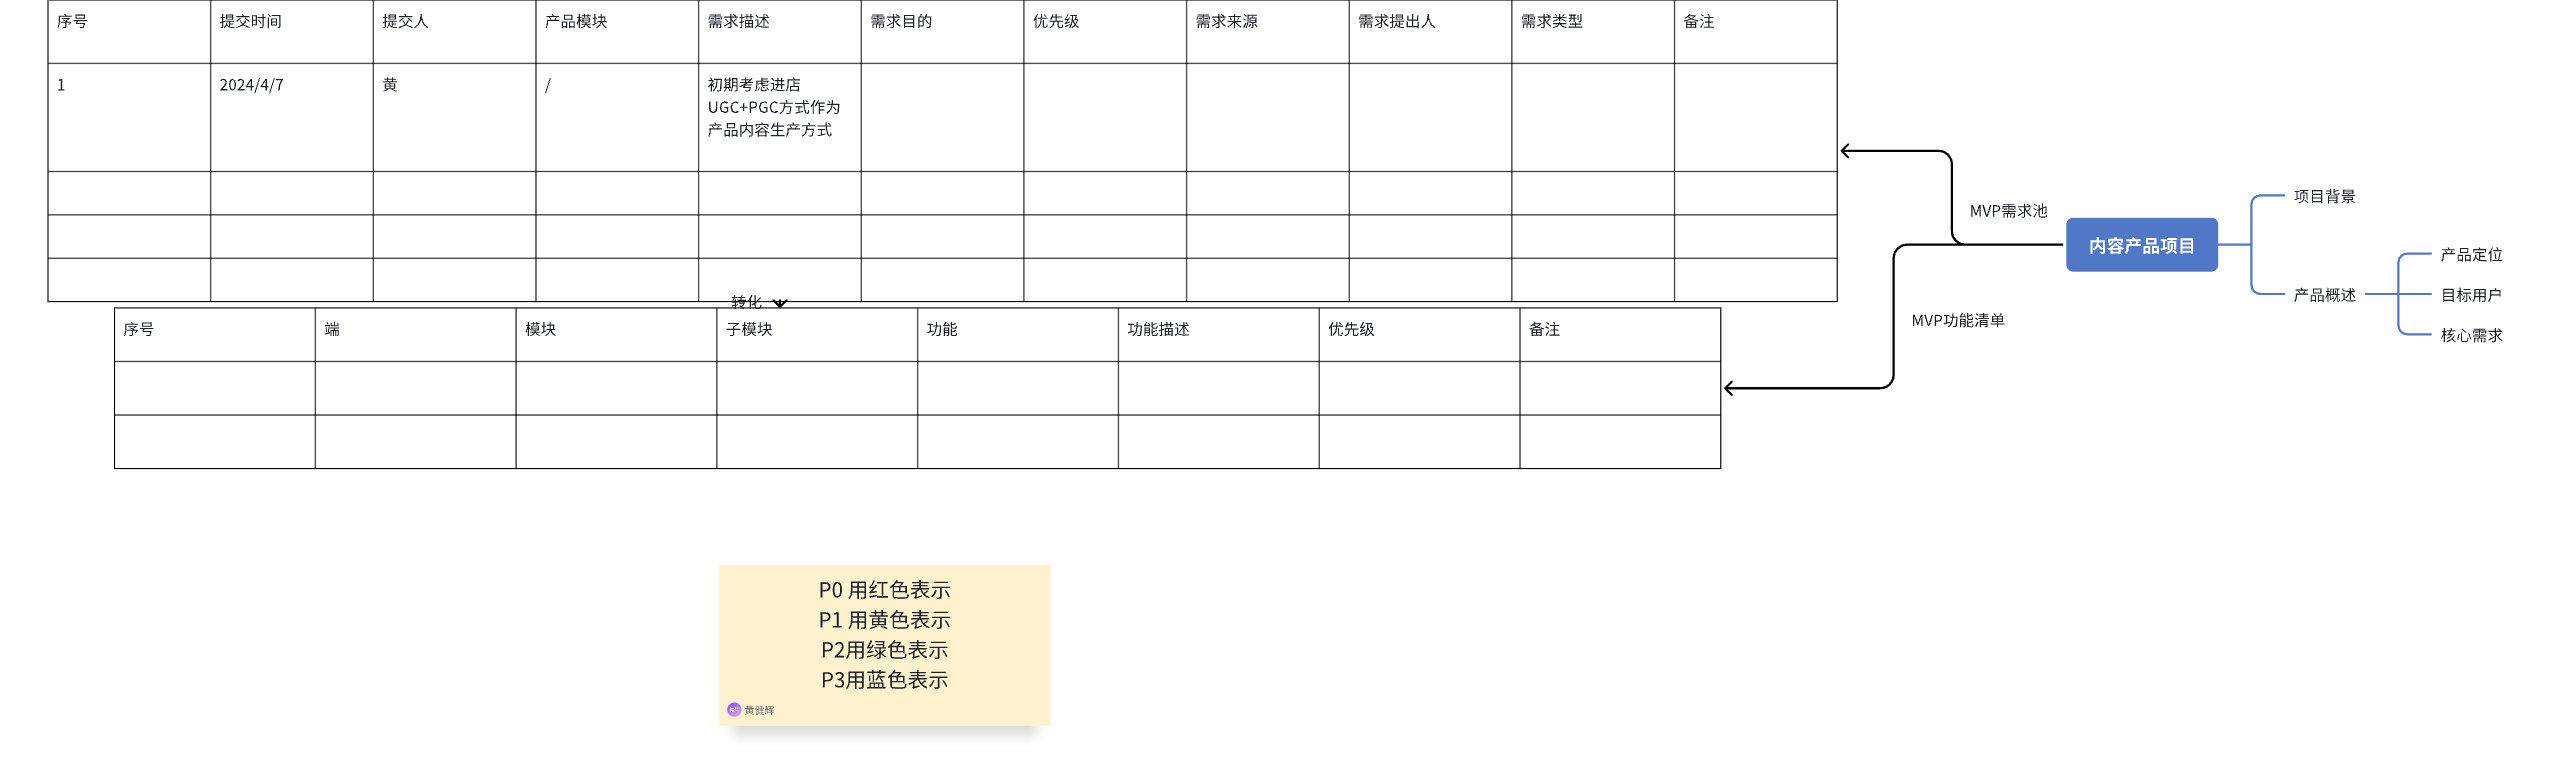 序号 提交时间 提交人 产品模块 需求描述 需求目的 优先级 需求来源 需求提出人 需求类型 备注
1 2024/4/7 黄 / 初期考虑进店
UGC+PGC方式作为
产品内容生产方式
转化
序号 端 模块 子模块 功能 功能描述 优先级 备注
MVP需求池
MVP功能清单
内容产品项目
项目背景
产品概述
产品定位
目标用户
核心需求
P0 用红色表示
P1 用黄色表示
P2用绿色表示
P3用蓝色表示
黄健辉